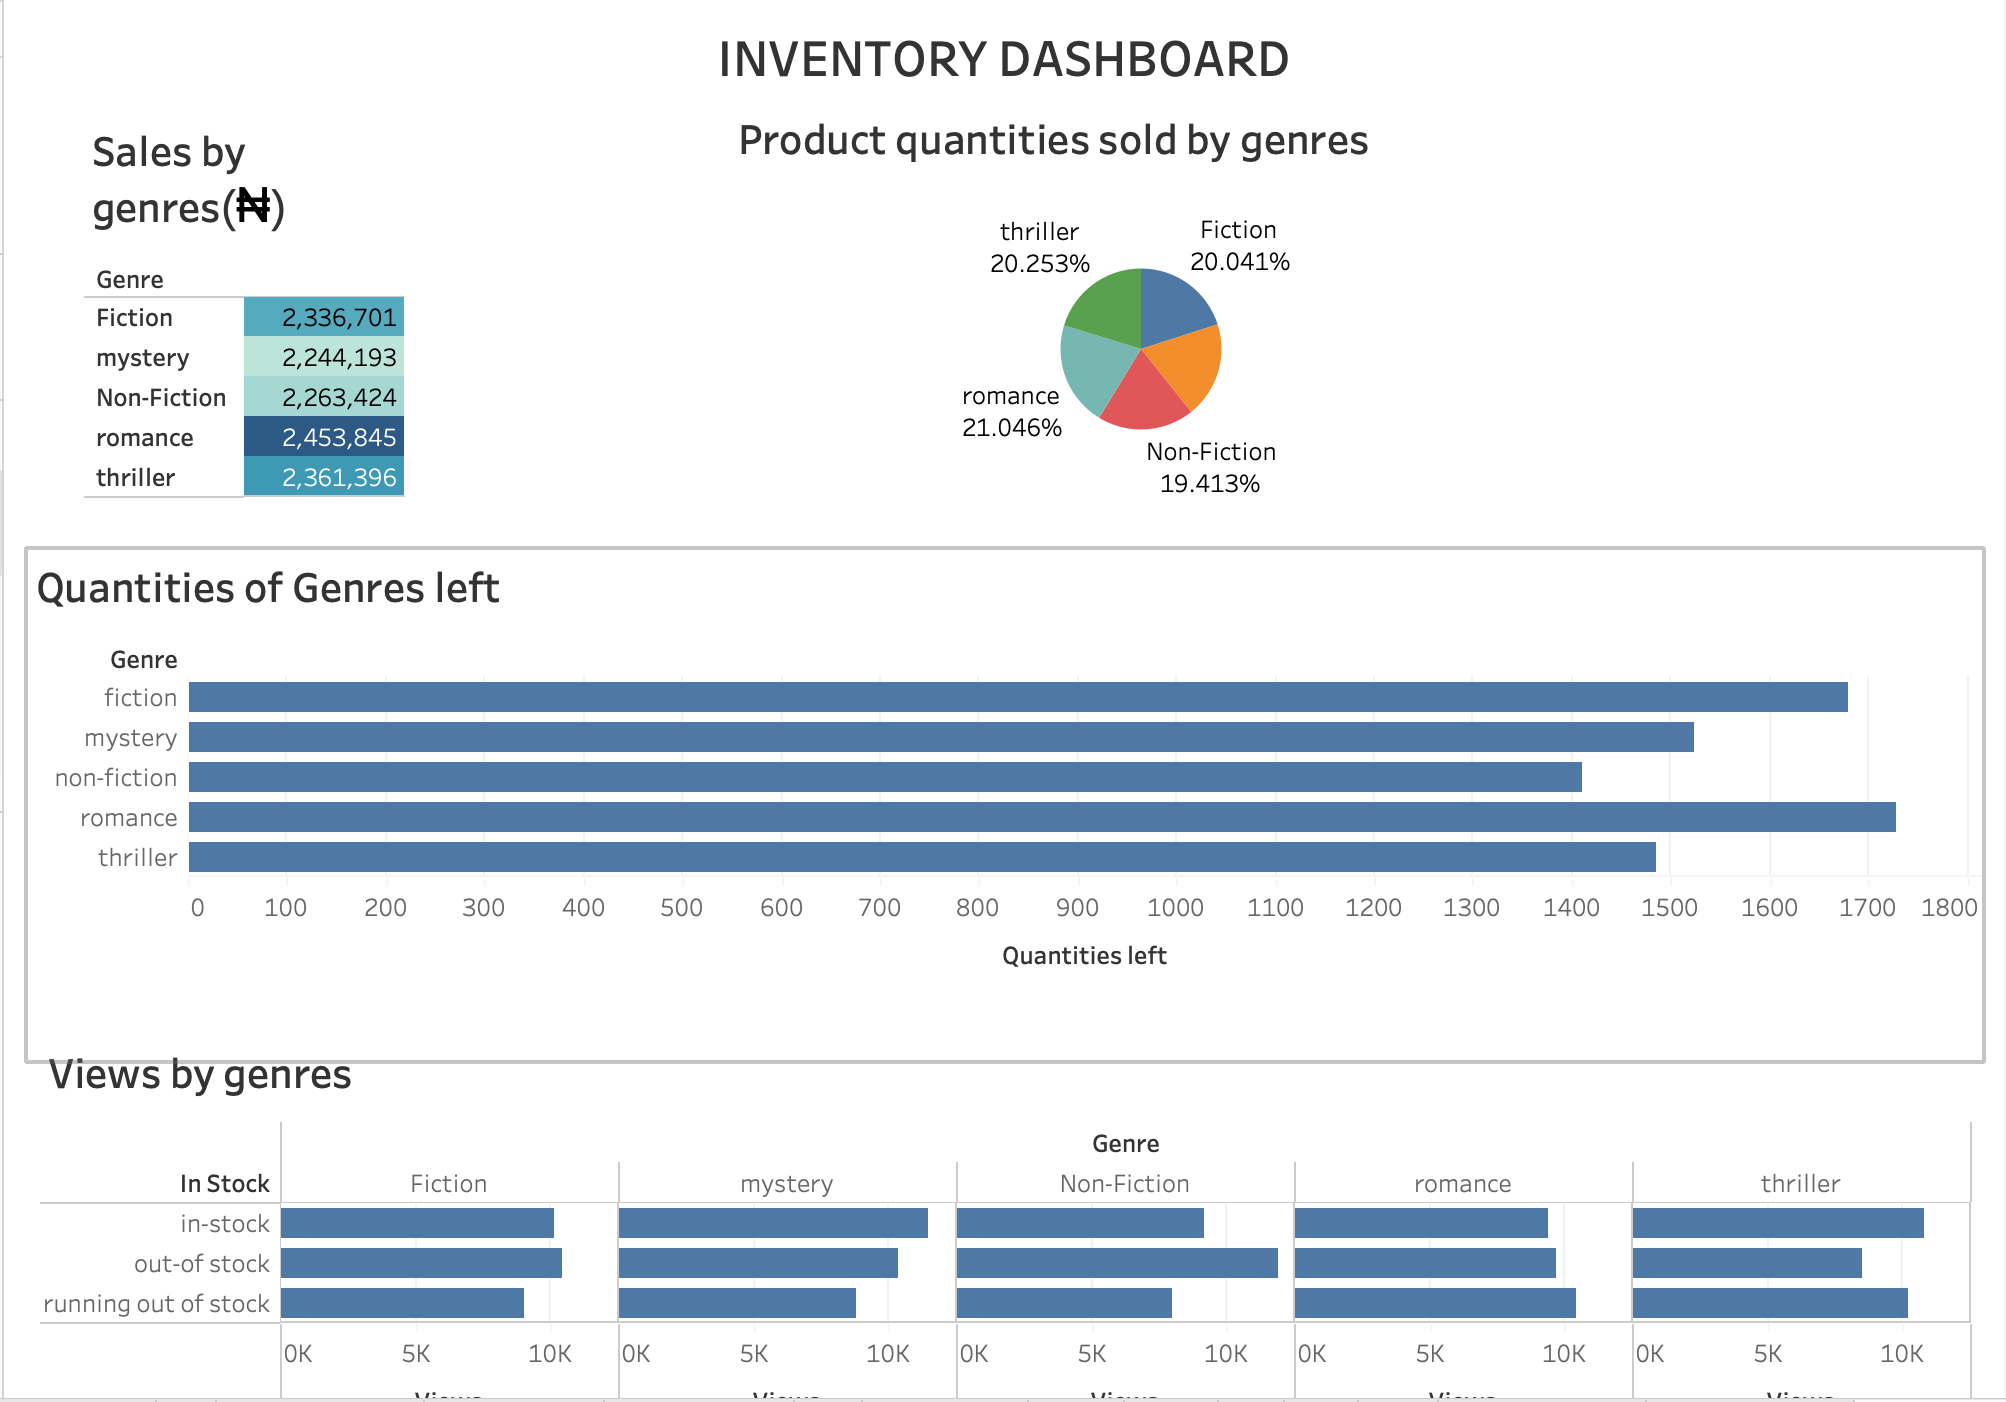 INVENTORY DASHBOARD
Sales by
genres(₦)
Genre
Fiction 2,336,701
mystery 2,244,193
Non-Fiction 2,263,424
romance 2,453,845
thriller 2,361,396
Product quantities sold by genres
thriller
20.253%
Fiction
20.041%
romance
21.046%
Non-Fiction
19.413%
Quantities of Genres left
Genre
fiction
mystery
non-fiction
romance
thriller
0 100 200 300 400 500 600 700 800 900 1000 1100 1200 1300 1400 1500 1600 1700 1800
Quantities left
Views by genres
Genre
In Stock Fiction mystery Non-Fiction romance thriller
in-stock
out-of stock
running out of stock
0K 5K 10K 0K 5K 10K 0K 5K 10K 0K 5K 10K 0K 5K 10K
Views Views Views Views Views